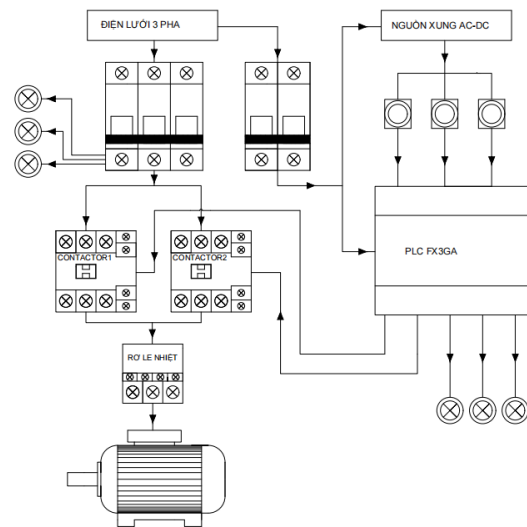 ĐIỆN LƯỚI 3 PHA
NGUỒN XUNG AC-DC
PLC FX3GA
CONTACTOR1
CONTACTOR2
RƠ LE NHIỆT